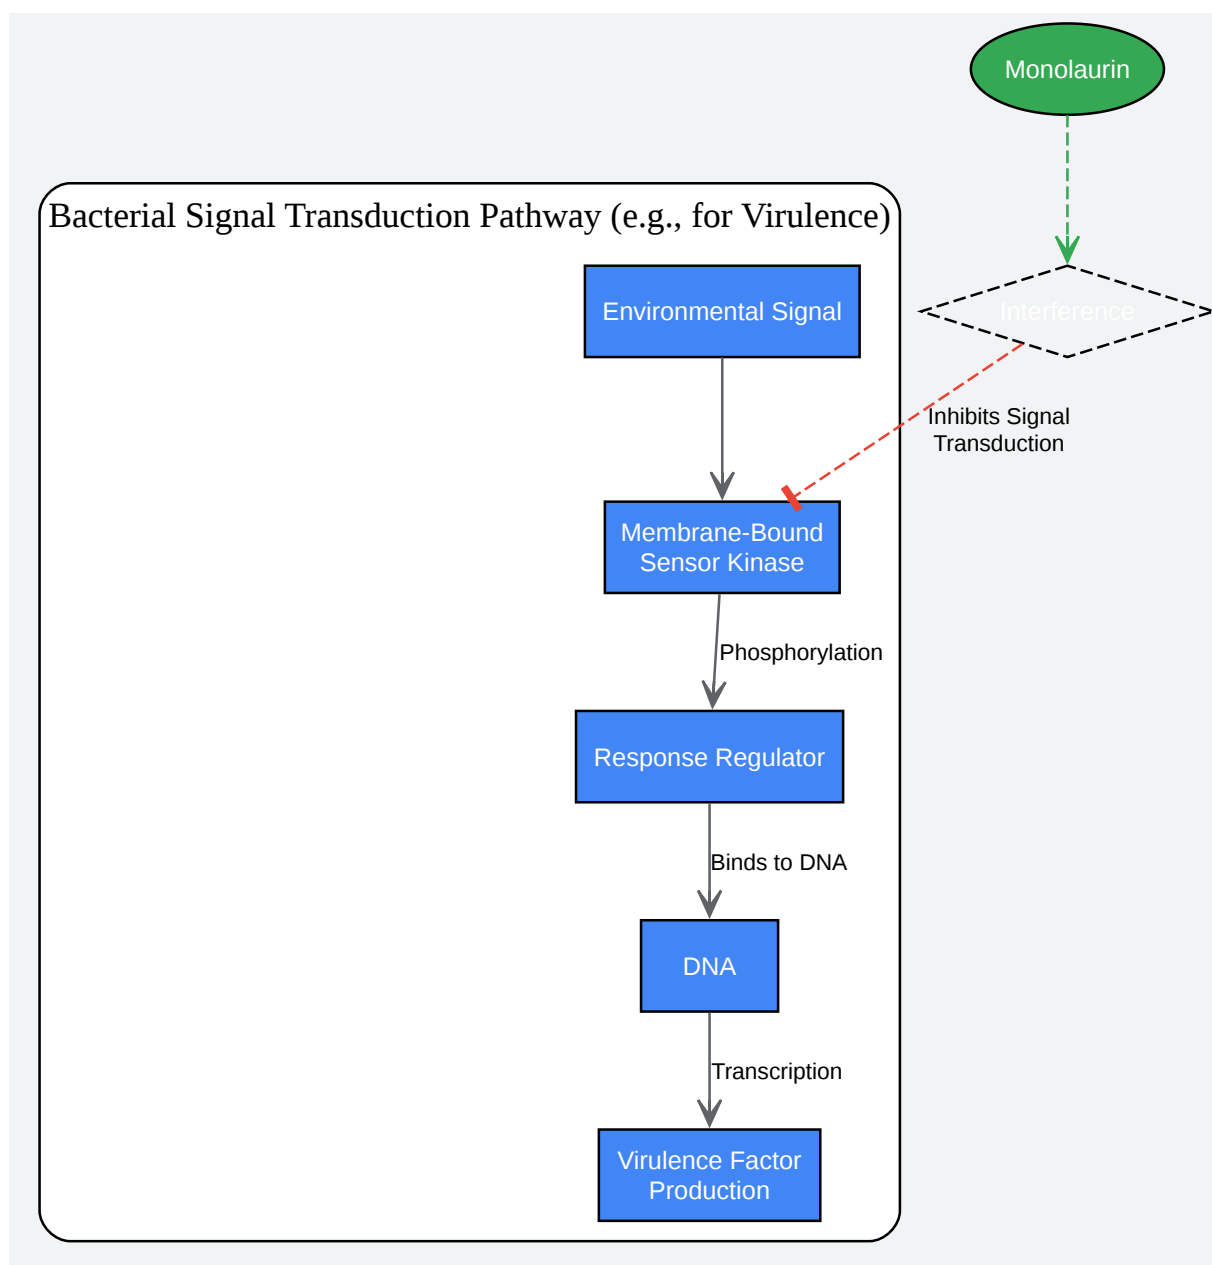 Monolaurin
Bacterial Signal Transduction Pathway (e.g., for Virulence)
Environmental Signal
Interference
Inhibits Signal
Transduction
Membrane-Bound
Sensor Kinase
Phosphorylation
Response Regulator
Binds to DNA
DNA
Transcription
Virulence Factor
Production